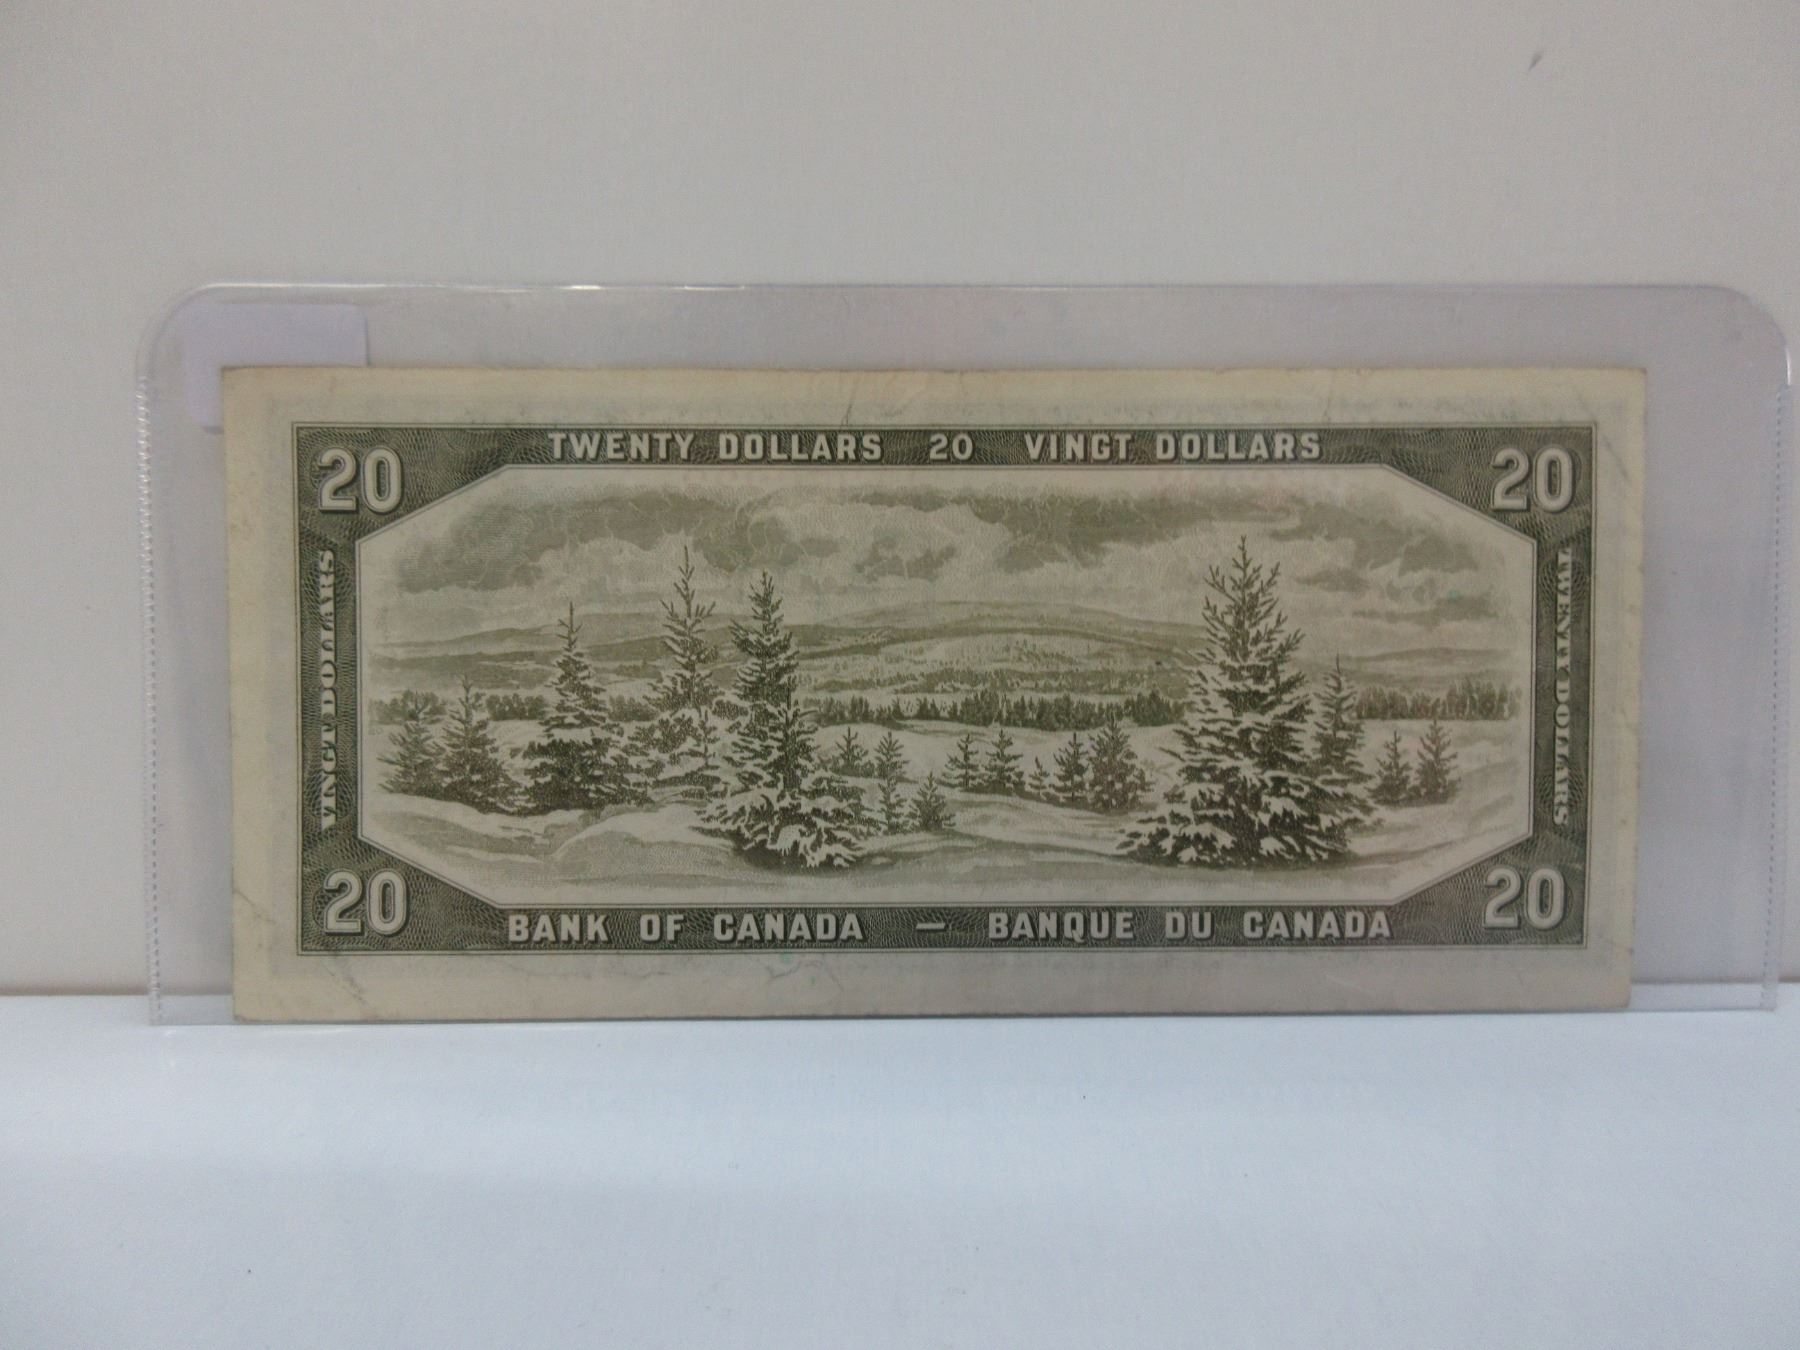 TWENTY DOLLARS 20 VINGT DOLLARS
20
20
VINGT DOLLARS
TWENTY DOLLARS
20
20
BANK OF CANADA — BANQUE DU CANADA